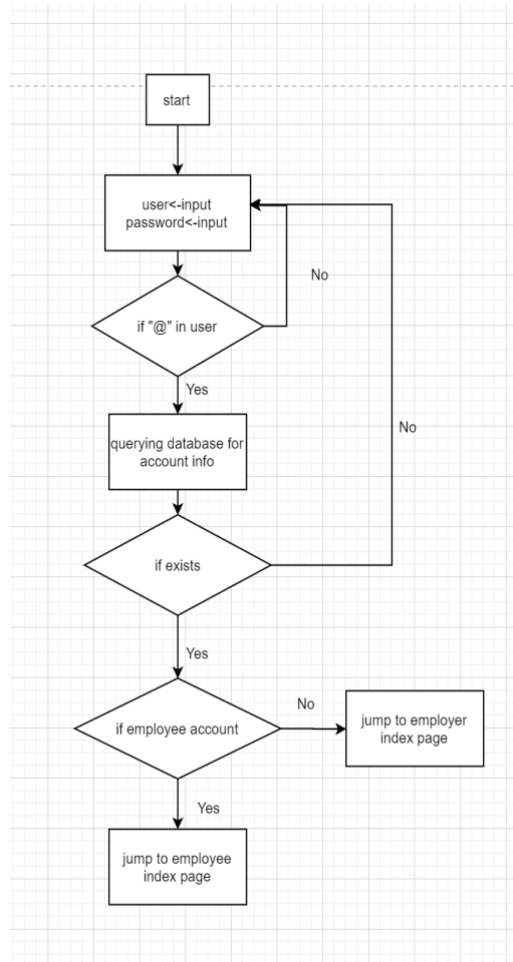 start
user<-input
password<-input
No
if "@" in user
Yes
querying database for
account info
No
if exists
Yes
No
if employee account
jump to employer
index page
Yes
jump to employee
index page